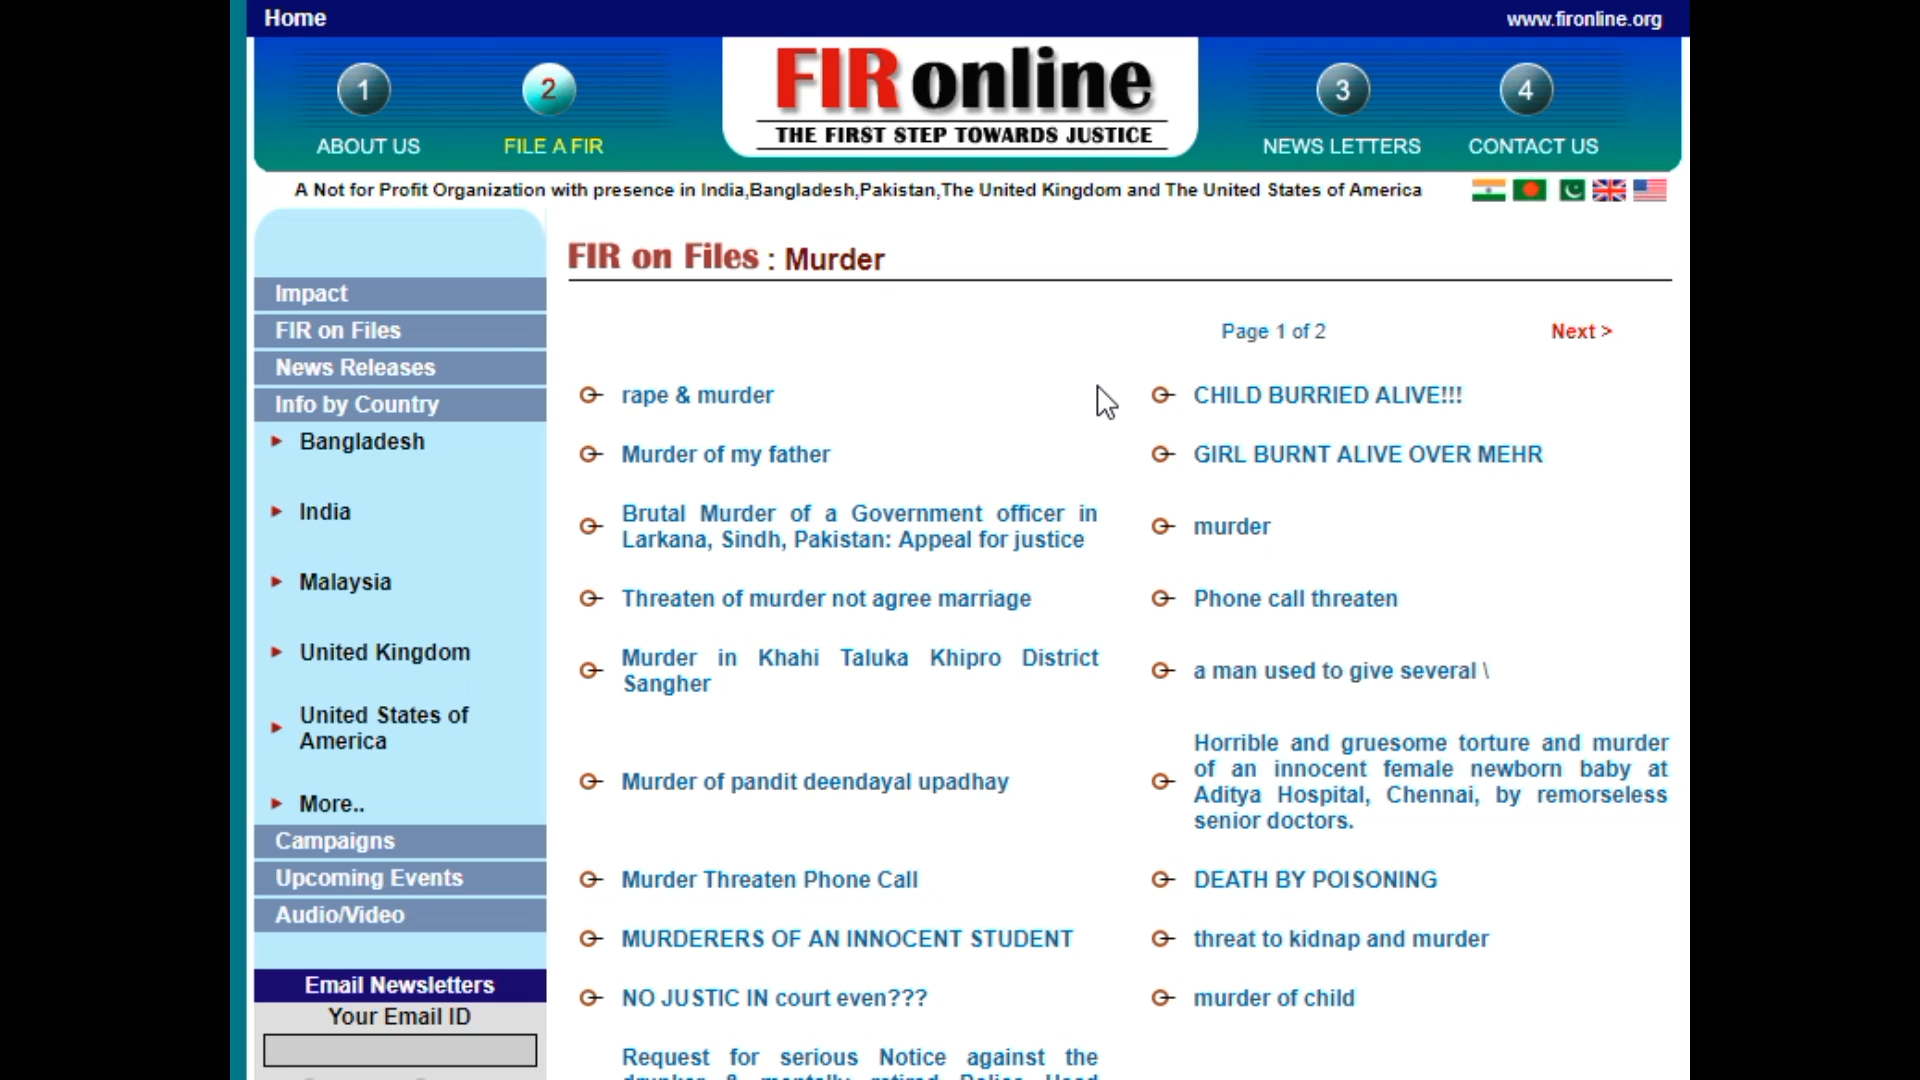 Home
www.fironline.org
1
2
3
4
ABOUT US
FILE A FIR
FIR online
THE FIRST STEP TOWARDS JUSTICE
NEWS LETTERS
CONTACT US
A Not for Profit Organization with presence in India,Bangladesh,Pakistan,The United Kingdom and The United States of America
Impact
FIR on Files
News Releases
Info by Country
Bangladesh
India
Malaysia
United Kingdom
United States of
America
More..
Campaigns
Upcoming Events
Audio/Video
Email Newsletters
Your Email ID
FIR on Files : Murder
Page 1 of 2
Next >
rape & murder
CHILD BURRIED ALIVE!!!
Murder of my father
GIRL BURNT ALIVE OVER MEHR
Brutal Murder of a Government officer in
Larkana, Sindh, Pakistan: Appeal for justice
murder
Threaten of murder not agree marriage
Phone call threaten
Murder in Khahi Taluka Khipro District
Sangher
a man used to give several \
Murder of pandit deendayal upadhay
Horrible and gruesome torture and murder
of an innocent female newborn baby at
Aditya Hospital, Chennai, by remorseless
senior doctors.
Murder Threaten Phone Call
DEATH BY POISONING
MURDERERS OF AN INNOCENT STUDENT
threat to kidnap and murder
NO JUSTIC IN court even???
murder of child
Request for serious Notice against the